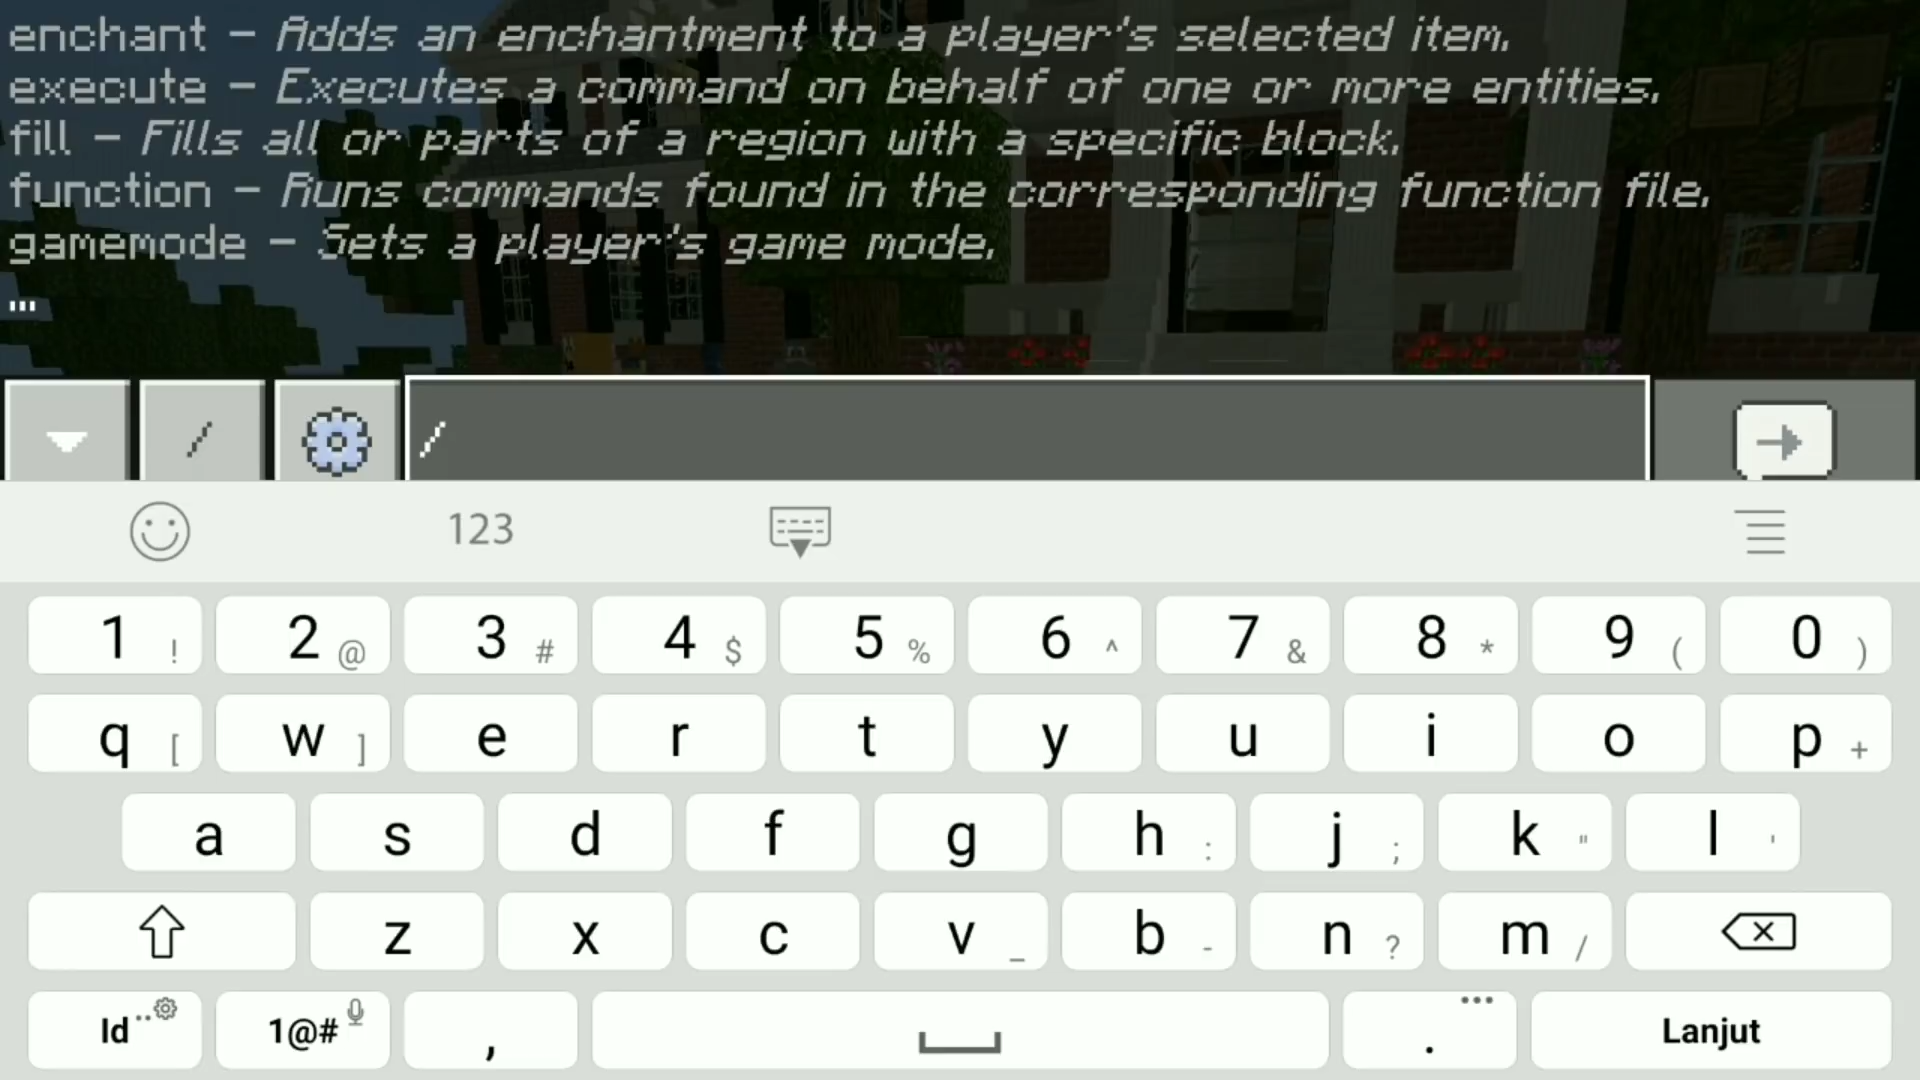 enchant - Adds an enchantment to a player's selected item.
execute - Executes a command on behalf of one or more entities.
fill - Fills all or parts of a region with a specific block.
function - Runs commands found in the corresponding function file.
gamemode - Sets a player's game mode.
...
/ /
123
1 ! 2 @ 3 # 4 $ 5 % 6 ^ 7 & 8 * 9 ( 0 )
q [ w ] e r t y u i o p +
a s d f g h : j ; k " l '
z x c v _ b - n ? m /
Id 1@# , . Lanjut